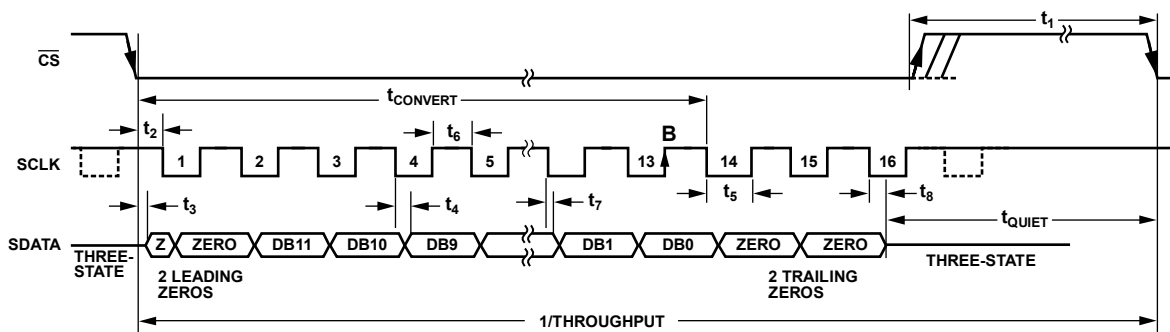 t1
CS
tCONVERT
t2
t6
B
SCLK
1
2
3
4
5
13
14
15
16
t3
t4
t7
t5
t8
tQUIET
SDATA
Z
ZERO
DB11
DB10
DB9
DB1
DB0
ZERO
ZERO
THREE-
STATE
THREE-STATE
2 LEADING
ZEROS
2 TRAILING
ZEROS
1/THROUGHPUT